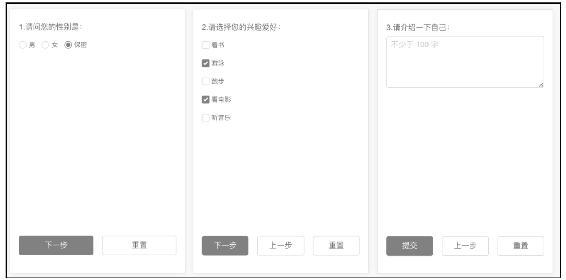 1.请问您的性别是：
男 女 保密
下一步 重置
2.请选择您的兴趣爱好：
看书
游泳
跑步
看电影
听音乐
下一步 上一步 重置
3.请介绍一下自己：
不少于 100 字
提交 上一步 重置